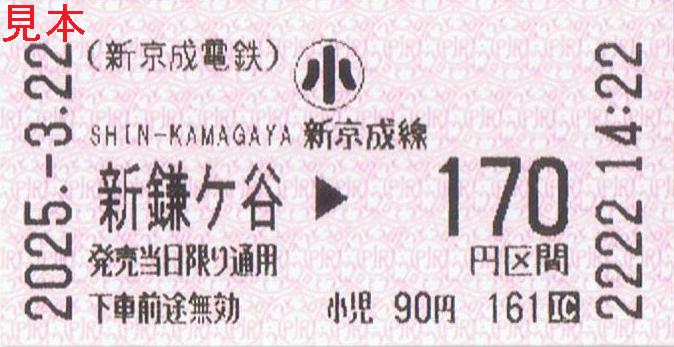 見本
2025.-3.22
(新京成電鉄)
小
SHIN-KAMAGAYA 新京成線
新鎌ケ谷 ▶ 170
発売当日限り通用 円区間
下車前途無効 小児 90円 161 IC
2222 14:22